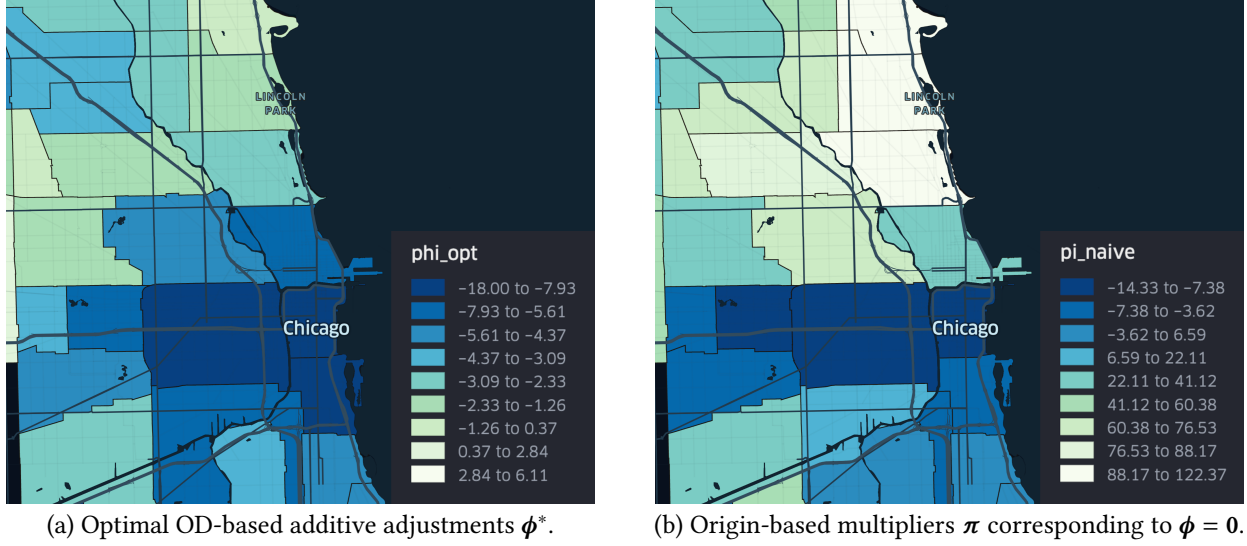 LINCOLN
PARK
Chicago
phi_opt
−18.00 to −7.93
−7.93 to −5.61
−5.61 to −4.37
−4.37 to −3.09
−3.09 to −2.33
−2.33 to −1.26
−1.26 to 0.37
0.37 to 2.84
2.84 to 6.11
(a) Optimal OD-based additive adjustments ϕ*.
LINCOLN
PARK
Chicago
pi_naive
−14.33 to −7.38
−7.38 to −3.62
−3.62 to 6.59
6.59 to 22.11
22.11 to 41.12
41.12 to 60.38
60.38 to 76.53
76.53 to 88.17
88.17 to 122.37
(b) Origin-based multipliers π corresponding to ϕ = 0.